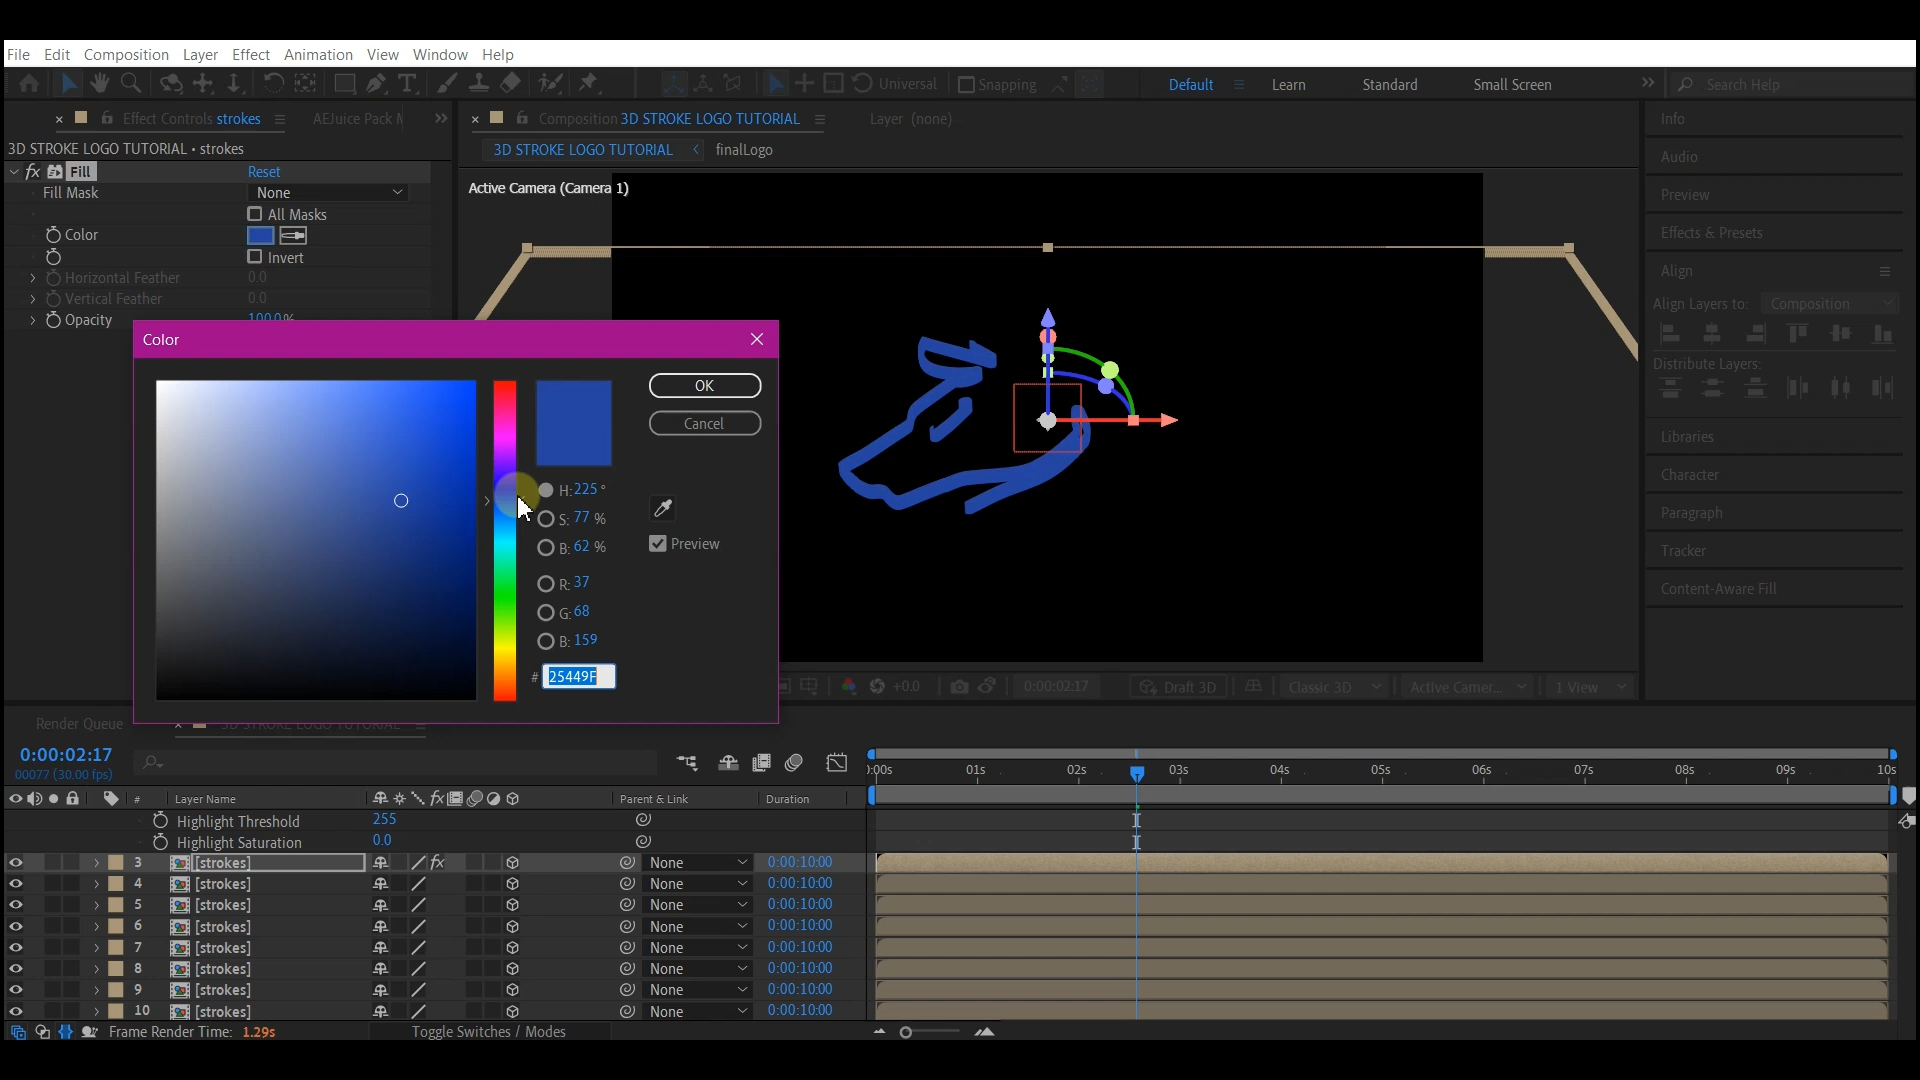 File Edit Composition Layer Effect Animation View Window Help
Universal Snapping Default Learn Standard Small Screen Search Help
Effect Controls strokes AEJuice Pack Composition 3D STROKE LOGO TUTORIAL Layer (none) Info
3D STROKE LOGO TUTORIAL • strokes 3D STROKE LOGO TUTORIAL finalLogo
Audio
fx Fill Reset
Fill Mask None Active Camera (Camera 1) Preview
All Masks
Color Effects & Presets
Invert
Horizontal Feather 0.0 Align
Vertical Feather 0.0 Align Layers to: Composition
Opacity 100.0%
Distribute Layers:
Color
OK
Cancel
H: 225 °
S: 77 %
B: 62 %
Preview
R: 37
G: 68
B: 159
# 25449F
Libraries
Character
Paragraph
Tracker
Content-Aware Fill
+0.0 0:00:02:17 Draft 3D Classic 3D Active Camer... 1 View
Render Queue 3D STROKE LOGO TUTORIAL
0:00:02:17
00077 (30.00 fps)
:00s 01s 02s 03s 04s 05s 06s 07s 08s 09s 10s
# Layer Name fx Parent & Link Duration
Highlight Threshold 255
Highlight Saturation 0.0
3 [strokes] fx None 0:00:10:00
4 [strokes] None 0:00:10:00
5 [strokes] None 0:00:10:00
6 [strokes] None 0:00:10:00
7 [strokes] None 0:00:10:00
8 [strokes] None 0:00:10:00
9 [strokes] None 0:00:10:00
10 [strokes] None 0:00:10:00
Frame Render Time: 1.29s Toggle Switches / Modes